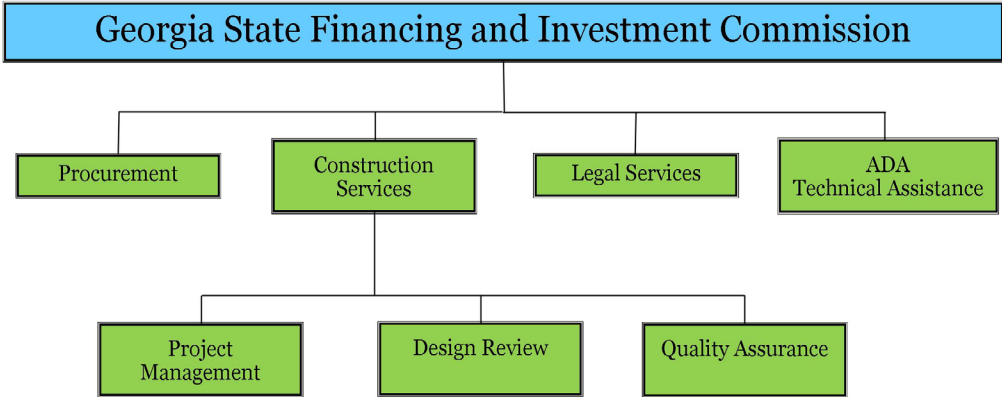 Georgia State Financing and Investment Commission
Procurement
Construction
Services
Legal Services
ADA
Technical Assistance
Project
Management
Design Review
Quality Assurance